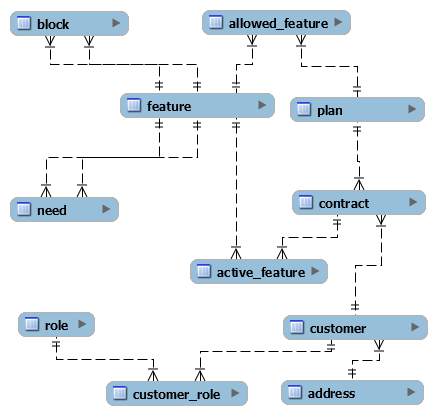 block
allowed_feature
feature
plan
need
contract
active_feature
role
customer
customer_role
address